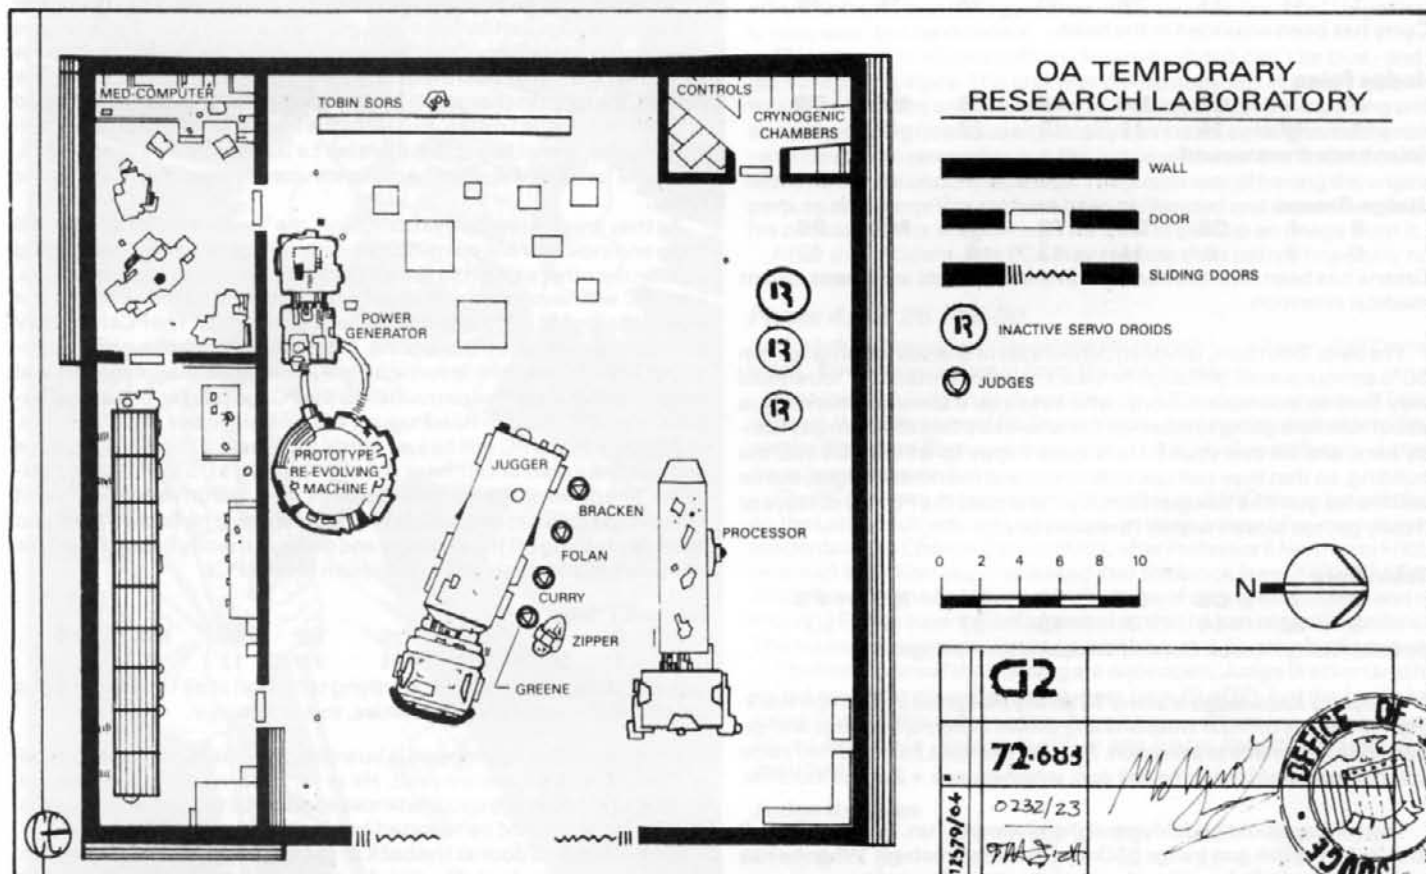 OA TEMPORARY
RESEARCH LABORATORY
MED-COMPUTER
TOBIN SORS
CONTROLS
CRYNOGENIC
CHAMBERS
WALL
DOOR
SLIDING DOORS
INACTIVE SERVO DROIDS
JUDGES
POWER
GENERATOR
PROTOTYPE
RE-EVOLVING
MACHINE
JUGGER
BRACKEN
FOLAN
CURRY
ZIPPER
GREENE
PROCESSOR
0 2 4 6 8 10
N
72·685
0232/23
OFFICE OF